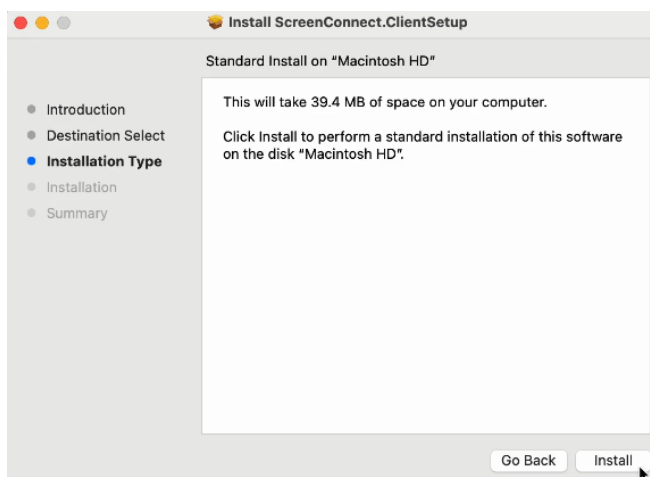 Install ScreenConnect.ClientSetup
Standard Install on “Macintosh HD”
Introduction
Destination Select
Installation Type
Installation
Summary
This will take 39.4 MB of space on your computer.
Click Install to perform a standard installation of this software
on the disk “Macintosh HD”.
Go Back
Install